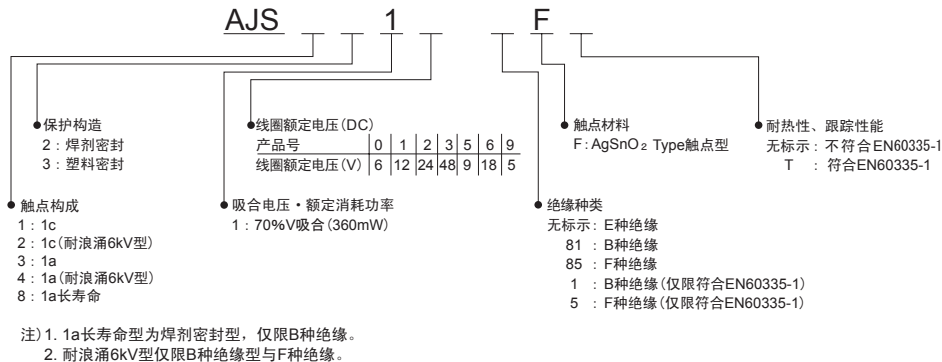 AJS 1 F
保护构造
2：焊剂密封
3：塑料密封
线圈额定电压(DC)
产品号 0 1 2 3 5 6 9
线圈额定电压(V) 6 12 24 48 9 18 5
触点材料
F：AgSnO₂ Type触点型
耐热性、跟踪性能
无标示：不符合EN60335-1
T：符合EN60335-1
触点构成
1：1c
2：1c(耐浪涌6kV型)
3：1a
4：1a(耐浪涌6kV型)
8：1a长寿命
吸合电压・额定消耗功率
1：70%V吸合(360mW)
绝缘种类
无标示：E种绝缘
81：B种绝缘
85：F种绝缘
1：B种绝缘(仅限符合EN60335-1)
5：F种绝缘(仅限符合EN60335-1)
注)1. 1a长寿命型为焊剂密封型，仅限B种绝缘。
2. 耐浪涌6kV型仅限B种绝缘型与F种绝缘。